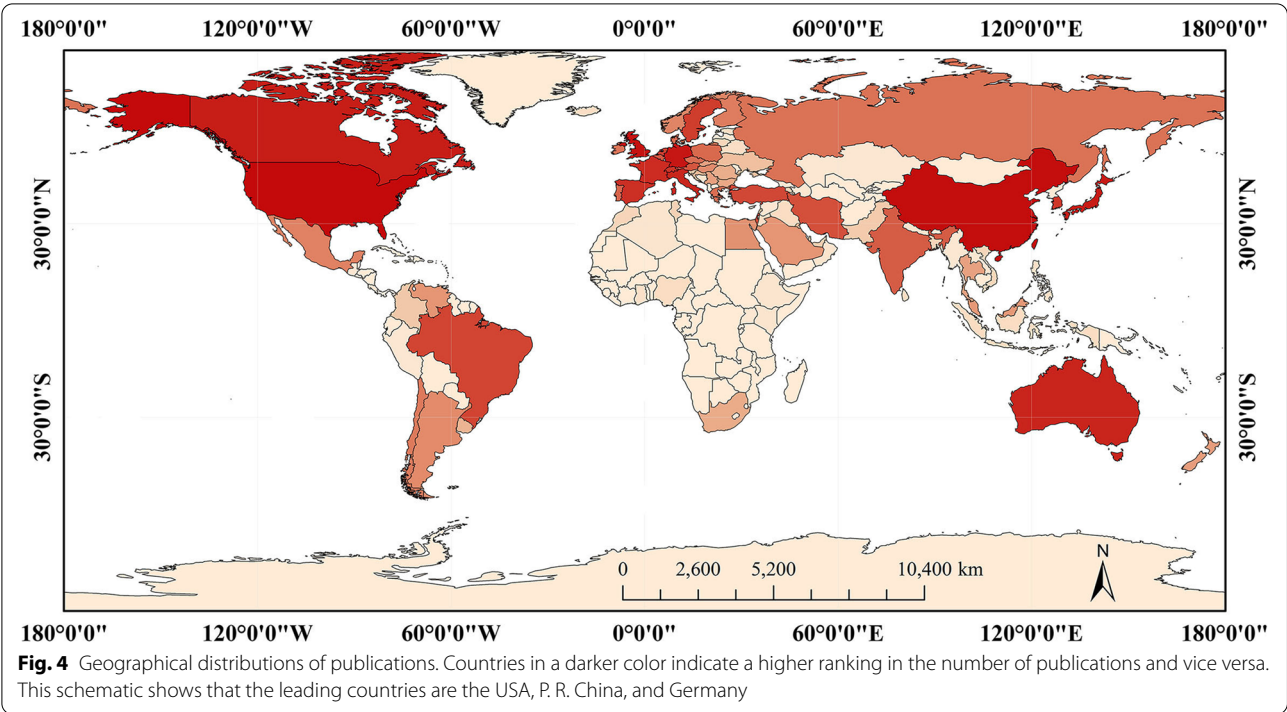 180°0'0" 120°0'0"W 60°0'0"W 0°0'0" 60°0'0"E 120°0'0"E 180°0'0"
30°0'0"N 30°0'0"N
30°0'0"S 30°0'0"S
N
0 2,600 5,200 10,400 km
180°0'0" 120°0'0"W 60°0'0"W 0°0'0" 60°0'0"E 120°0'0"E 180°0'0"
Fig. 4 Geographical distributions of publications. Countries in a darker color indicate a higher ranking in the number of publications and vice versa.
This schematic shows that the leading countries are the USA, P. R. China, and Germany